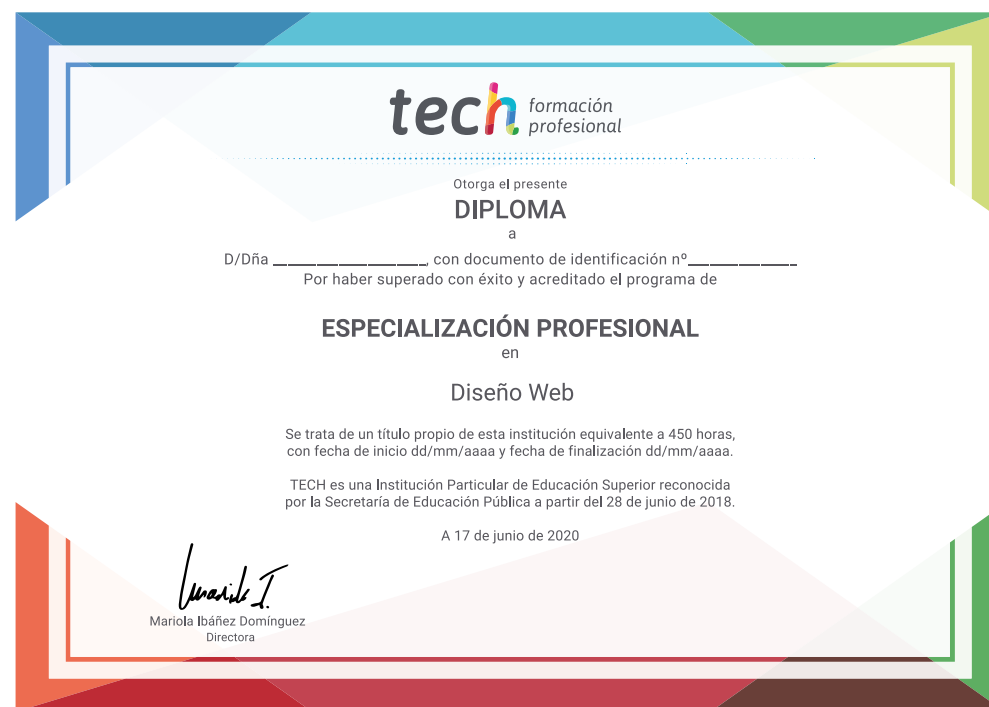 tech formación
profesional
Otorga el presente
DIPLOMA
a
D/Dña ____________________, con documento de identificación nº______________
Por haber superado con éxito y acreditado el programa de
ESPECIALIZACIÓN PROFESIONAL
en
Diseño Web
Se trata de un título propio de esta institución equivalente a 450 horas,
con fecha de inicio dd/mm/aaaa y fecha de finalización dd/mm/aaaa.
TECH es una Institución Particular de Educación Superior reconocida
por la Secretaría de Educación Pública a partir del 28 de junio de 2018.
A 17 de junio de 2020
Mariola Ibáñez Domínguez
Directora